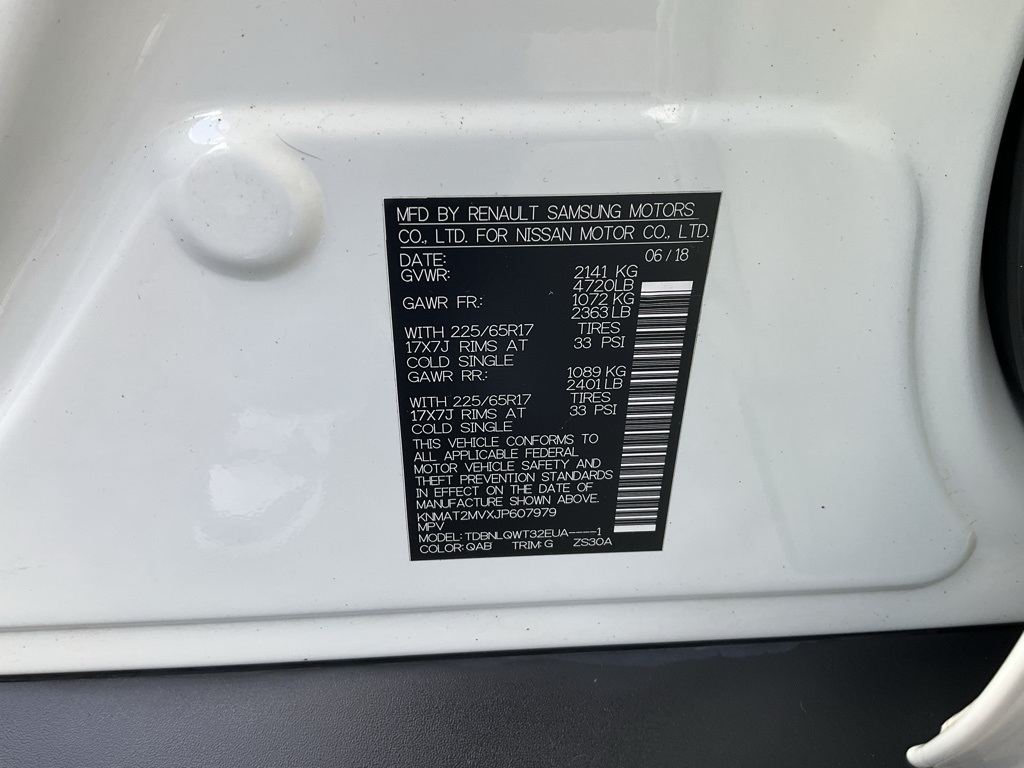 MFD BY RENAULT SAMSUNG MOTORS
CO., LTD. FOR NISSAN MOTOR CO., LTD.
DATE: 06/18
GVWR: 2141 KG
4720LB
GAWR FR.: 1072 KG
2363LB
WITH 225/65R17 TIRES
17X7J RIMS AT 33 PSI
COLD SINGLE
GAWR RR.: 1089 KG
2401LB
WITH 225/65R17 TIRES
17X7J RIMS AT 33 PSI
COLD SINGLE
THIS VEHICLE CONFORMS TO
ALL APPLICABLE FEDERAL
MOTOR VEHICLE SAFETY AND
THEFT PREVENTION STANDARDS
IN EFFECT ON THE DATE OF
MANUFACTURE SHOWN ABOVE.
KNMAT2MVXJP607979
MPV
MODEL: TDBNLQWT32EUA----1
COLOR: QAB TRIM: G ZS30A